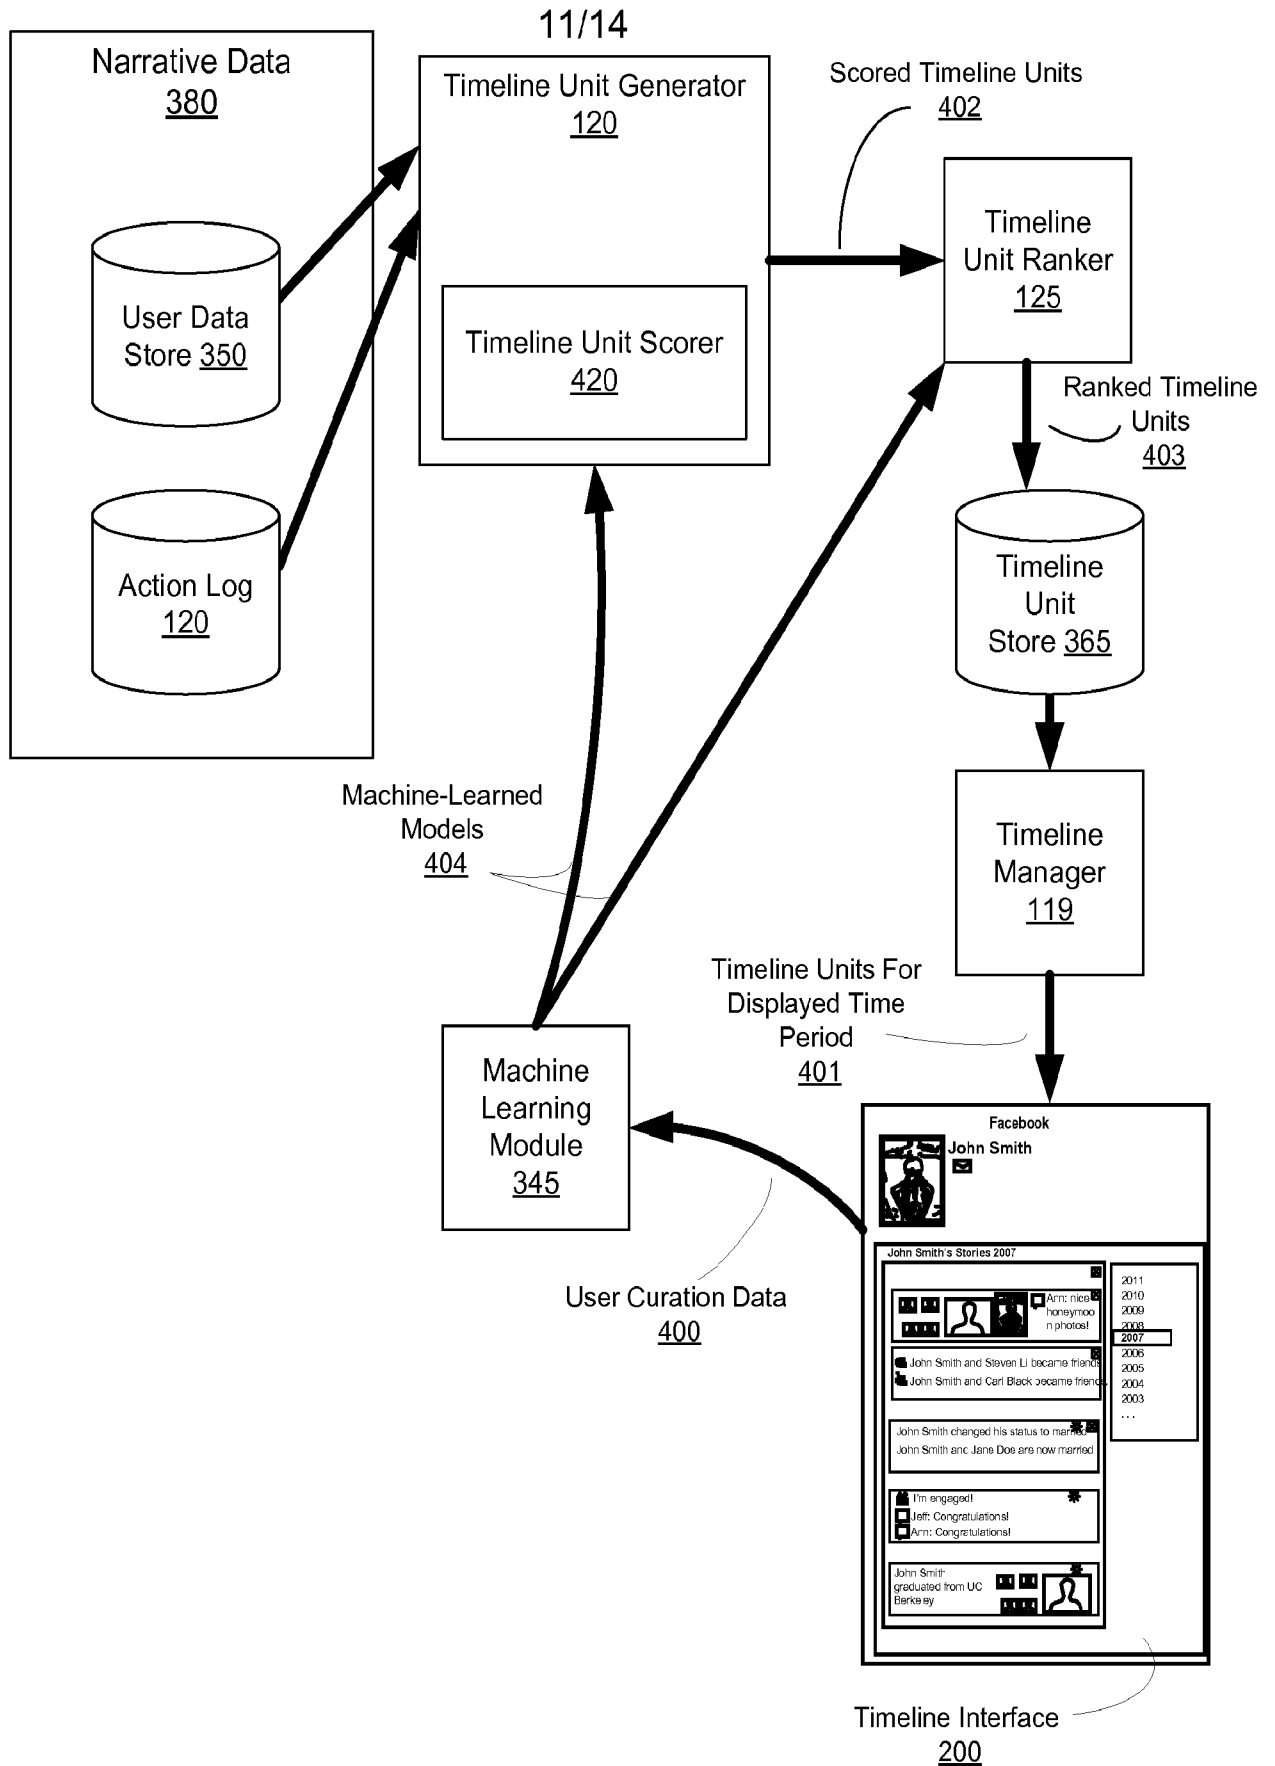 11/14
Narrative Data
380
User Data
Store 350
Action Log
120
Timeline Unit Generator
120
Timeline Unit Scorer
420
Scored Timeline Units
402
Timeline
Unit Ranker
125
Ranked Timeline
Units
403
Timeline
Unit
Store 365
Timeline
Manager
119
Machine-Learned
Models
404
Timeline Units For
Displayed Time
Period
401
Machine
Learning
Module
345
User Curation Data
400
Facebook
John Smith
John Smith's Stories 2007
Ann: nice
honeymoo
n photos!
John Smith and Steven Li became friends
John Smith and Carl Black became friends
John Smith changed his status to married
John Smith and Jane Doe are now married
I'm engaged!
Jeff: Congratulations!
Ann: Congratulations!
John Smith
graduated from UC
Berkeley
2011
2010
2009
2008
2007
2006
2005
2004
2003
...
Timeline Interface
200